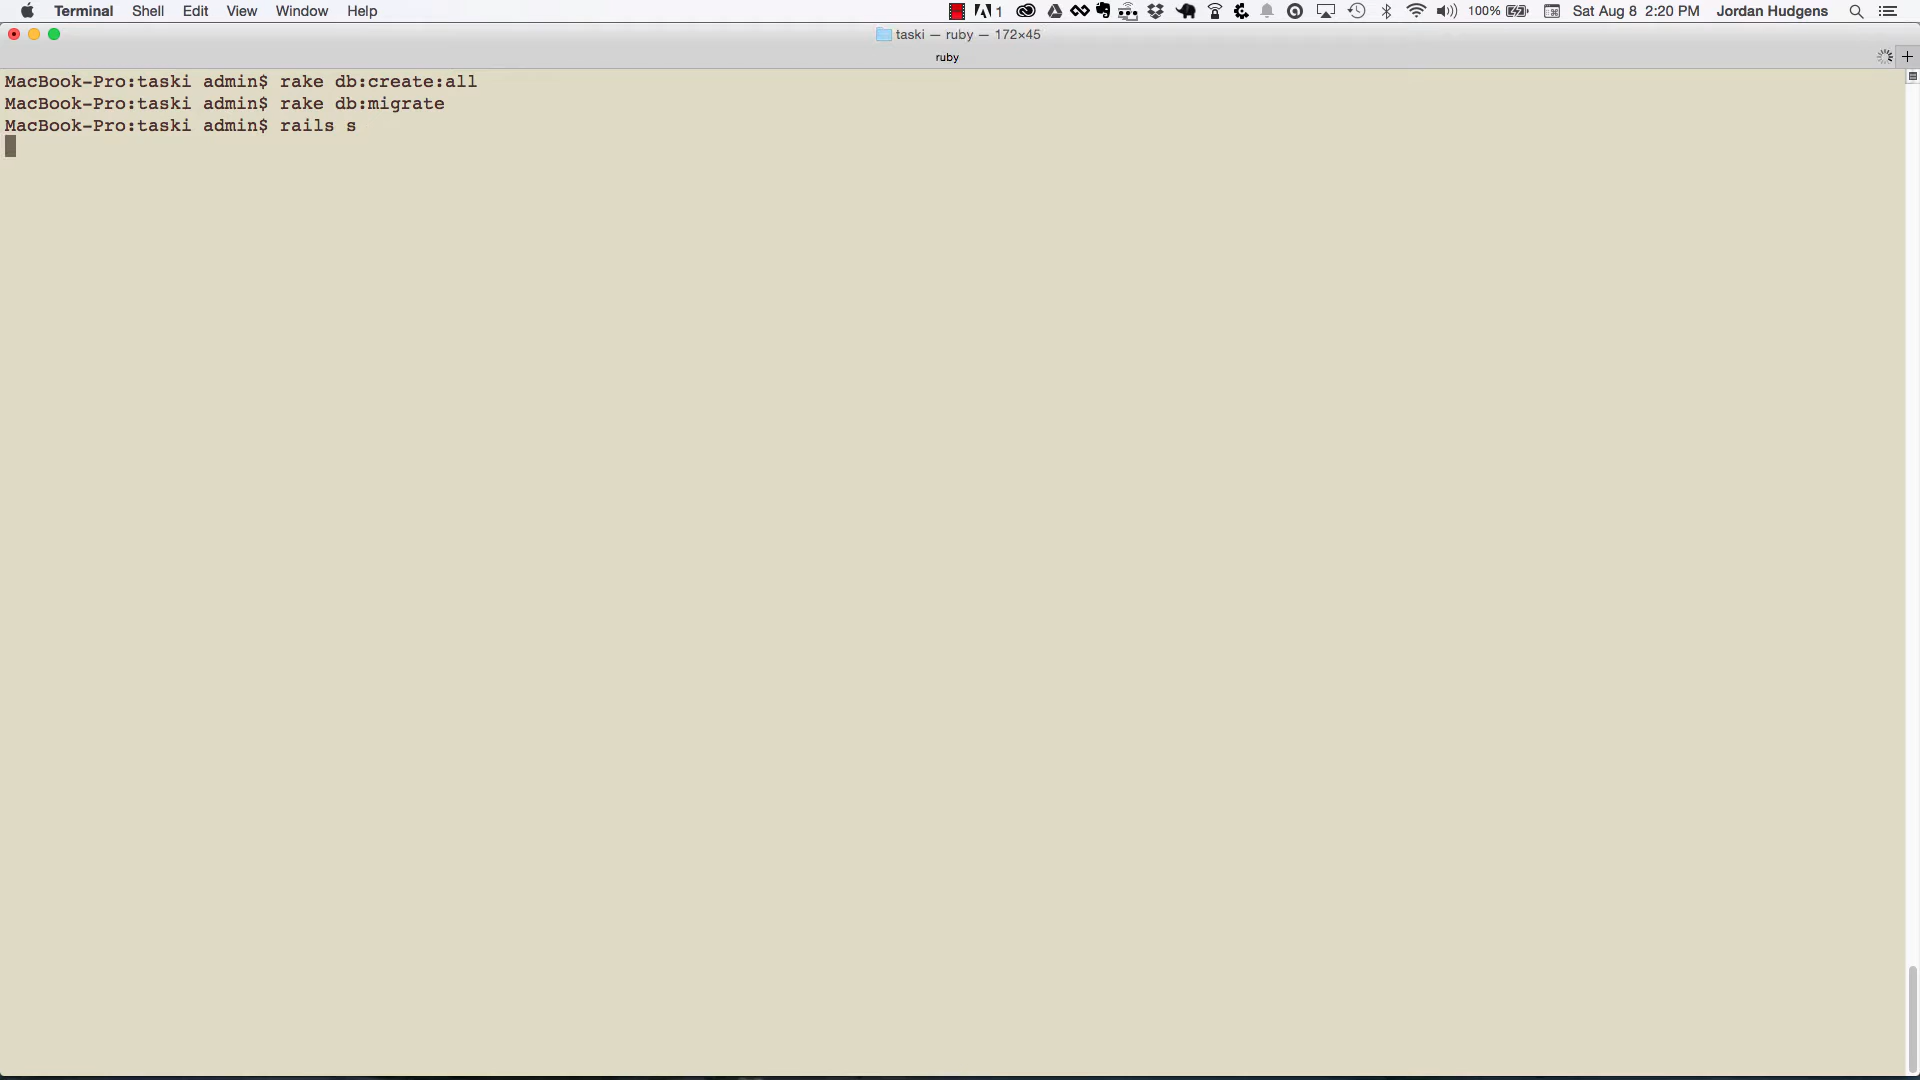 Terminal Shell Edit View Window Help 1 100% Sat Aug 8 2:20 PM Jordan Hudgens
taski — ruby — 172×45
ruby
MacBook-Pro:taski admin$ rake db:create:all
MacBook-Pro:taski admin$ rake db:migrate
MacBook-Pro:taski admin$ rails s